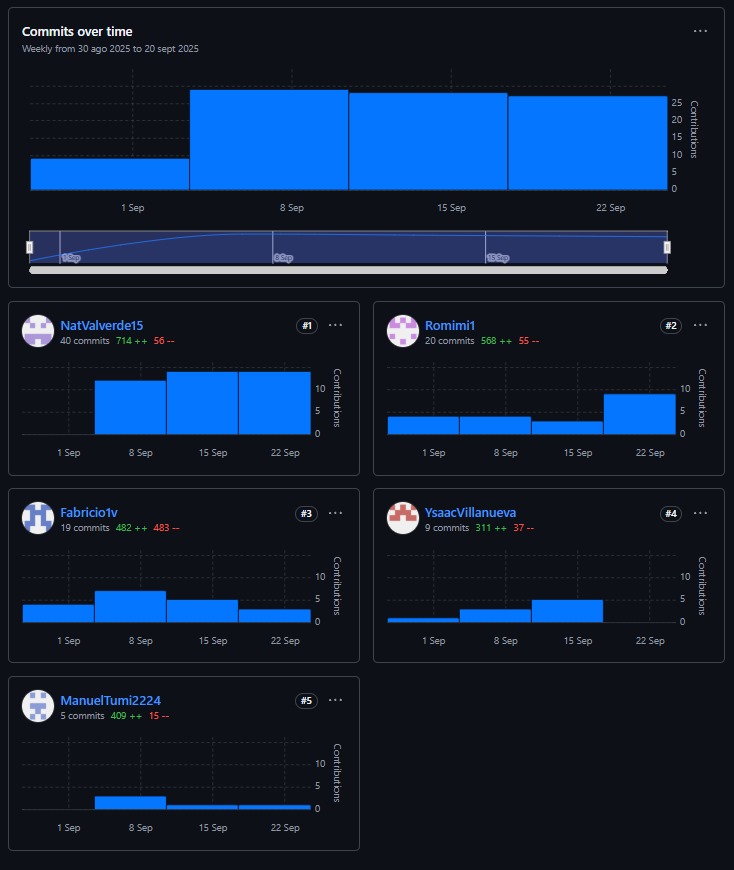 Commits over time
Weekly from 30 ago 2025 to 20 sept 2025
25
20
15
10
5
0
Contributions
1 Sep
8 Sep
15 Sep
22 Sep
1 Sep
8 Sep
15 Sep
NatValverde15
#1
40 commits 714 ++ 56 --
10
5
0
Contributions
1 Sep
8 Sep
15 Sep
22 Sep
Romimi1
#2
20 commits 568 ++ 55 --
10
5
0
Contributions
1 Sep
8 Sep
15 Sep
22 Sep
Fabricio1v
#3
19 commits 482 ++ 483 --
10
5
0
Contributions
1 Sep
8 Sep
15 Sep
22 Sep
YsaacVillanueva
#4
9 commits 311 ++ 37 --
10
5
0
Contributions
1 Sep
8 Sep
15 Sep
22 Sep
ManuelTumi2224
#5
5 commits 409 ++ 15 --
10
5
0
Contributions
1 Sep
8 Sep
15 Sep
22 Sep